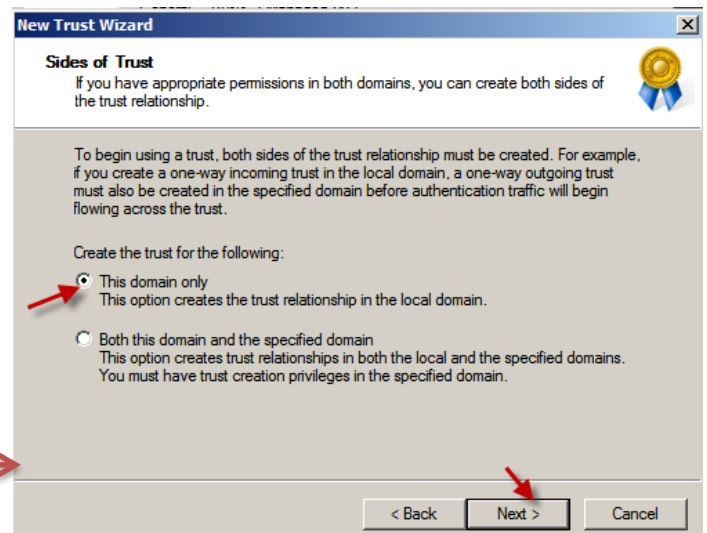 New Trust Wizard
Sides of Trust
If you have appropriate permissions in both domains, you can create both sides of
the trust relationship.
To begin using a trust, both sides of the trust relationship must be created. For example,
if you create a one-way incoming trust in the local domain, a one-way outgoing trust
must also be created in the specified domain before authentication traffic will begin
flowing across the trust.
Create the trust for the following:
This domain only
This option creates the trust relationship in the local domain.
Both this domain and the specified domain
This option creates trust relationships in both the local and the specified domains.
You must have trust creation privileges in the specified domain.
< Back
Next >
Cancel